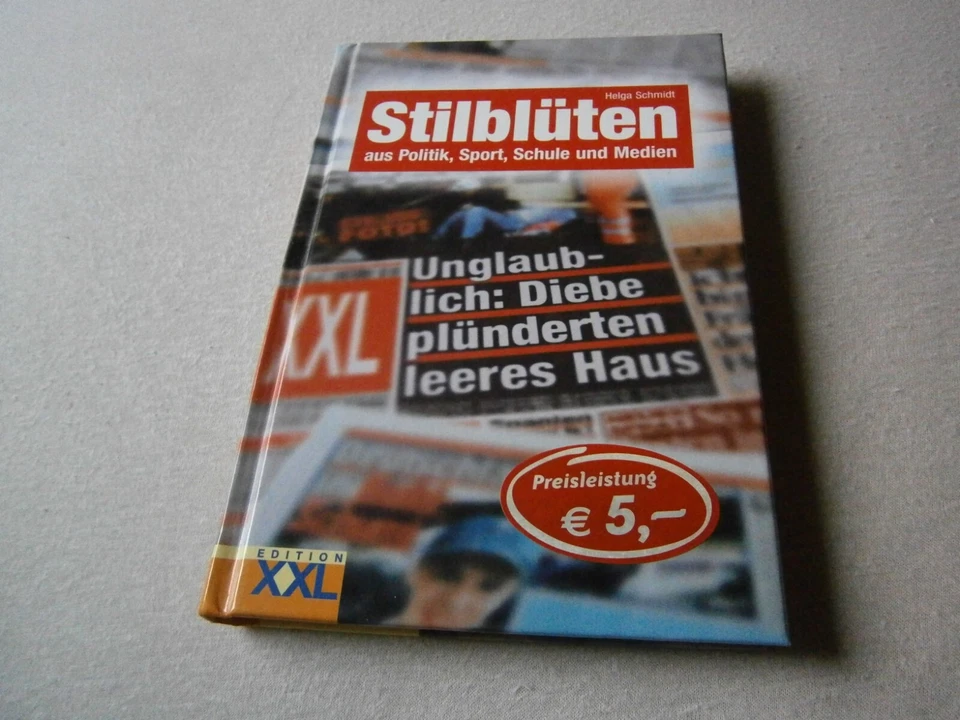 Helga Schmidt
Stilblüten
aus Politik, Sport, Schule und Medien
Unglaub-
lich: Diebe
plünderten
leeres Haus
XXL
Preisleistung
€ 5,-
EDITION
XXL